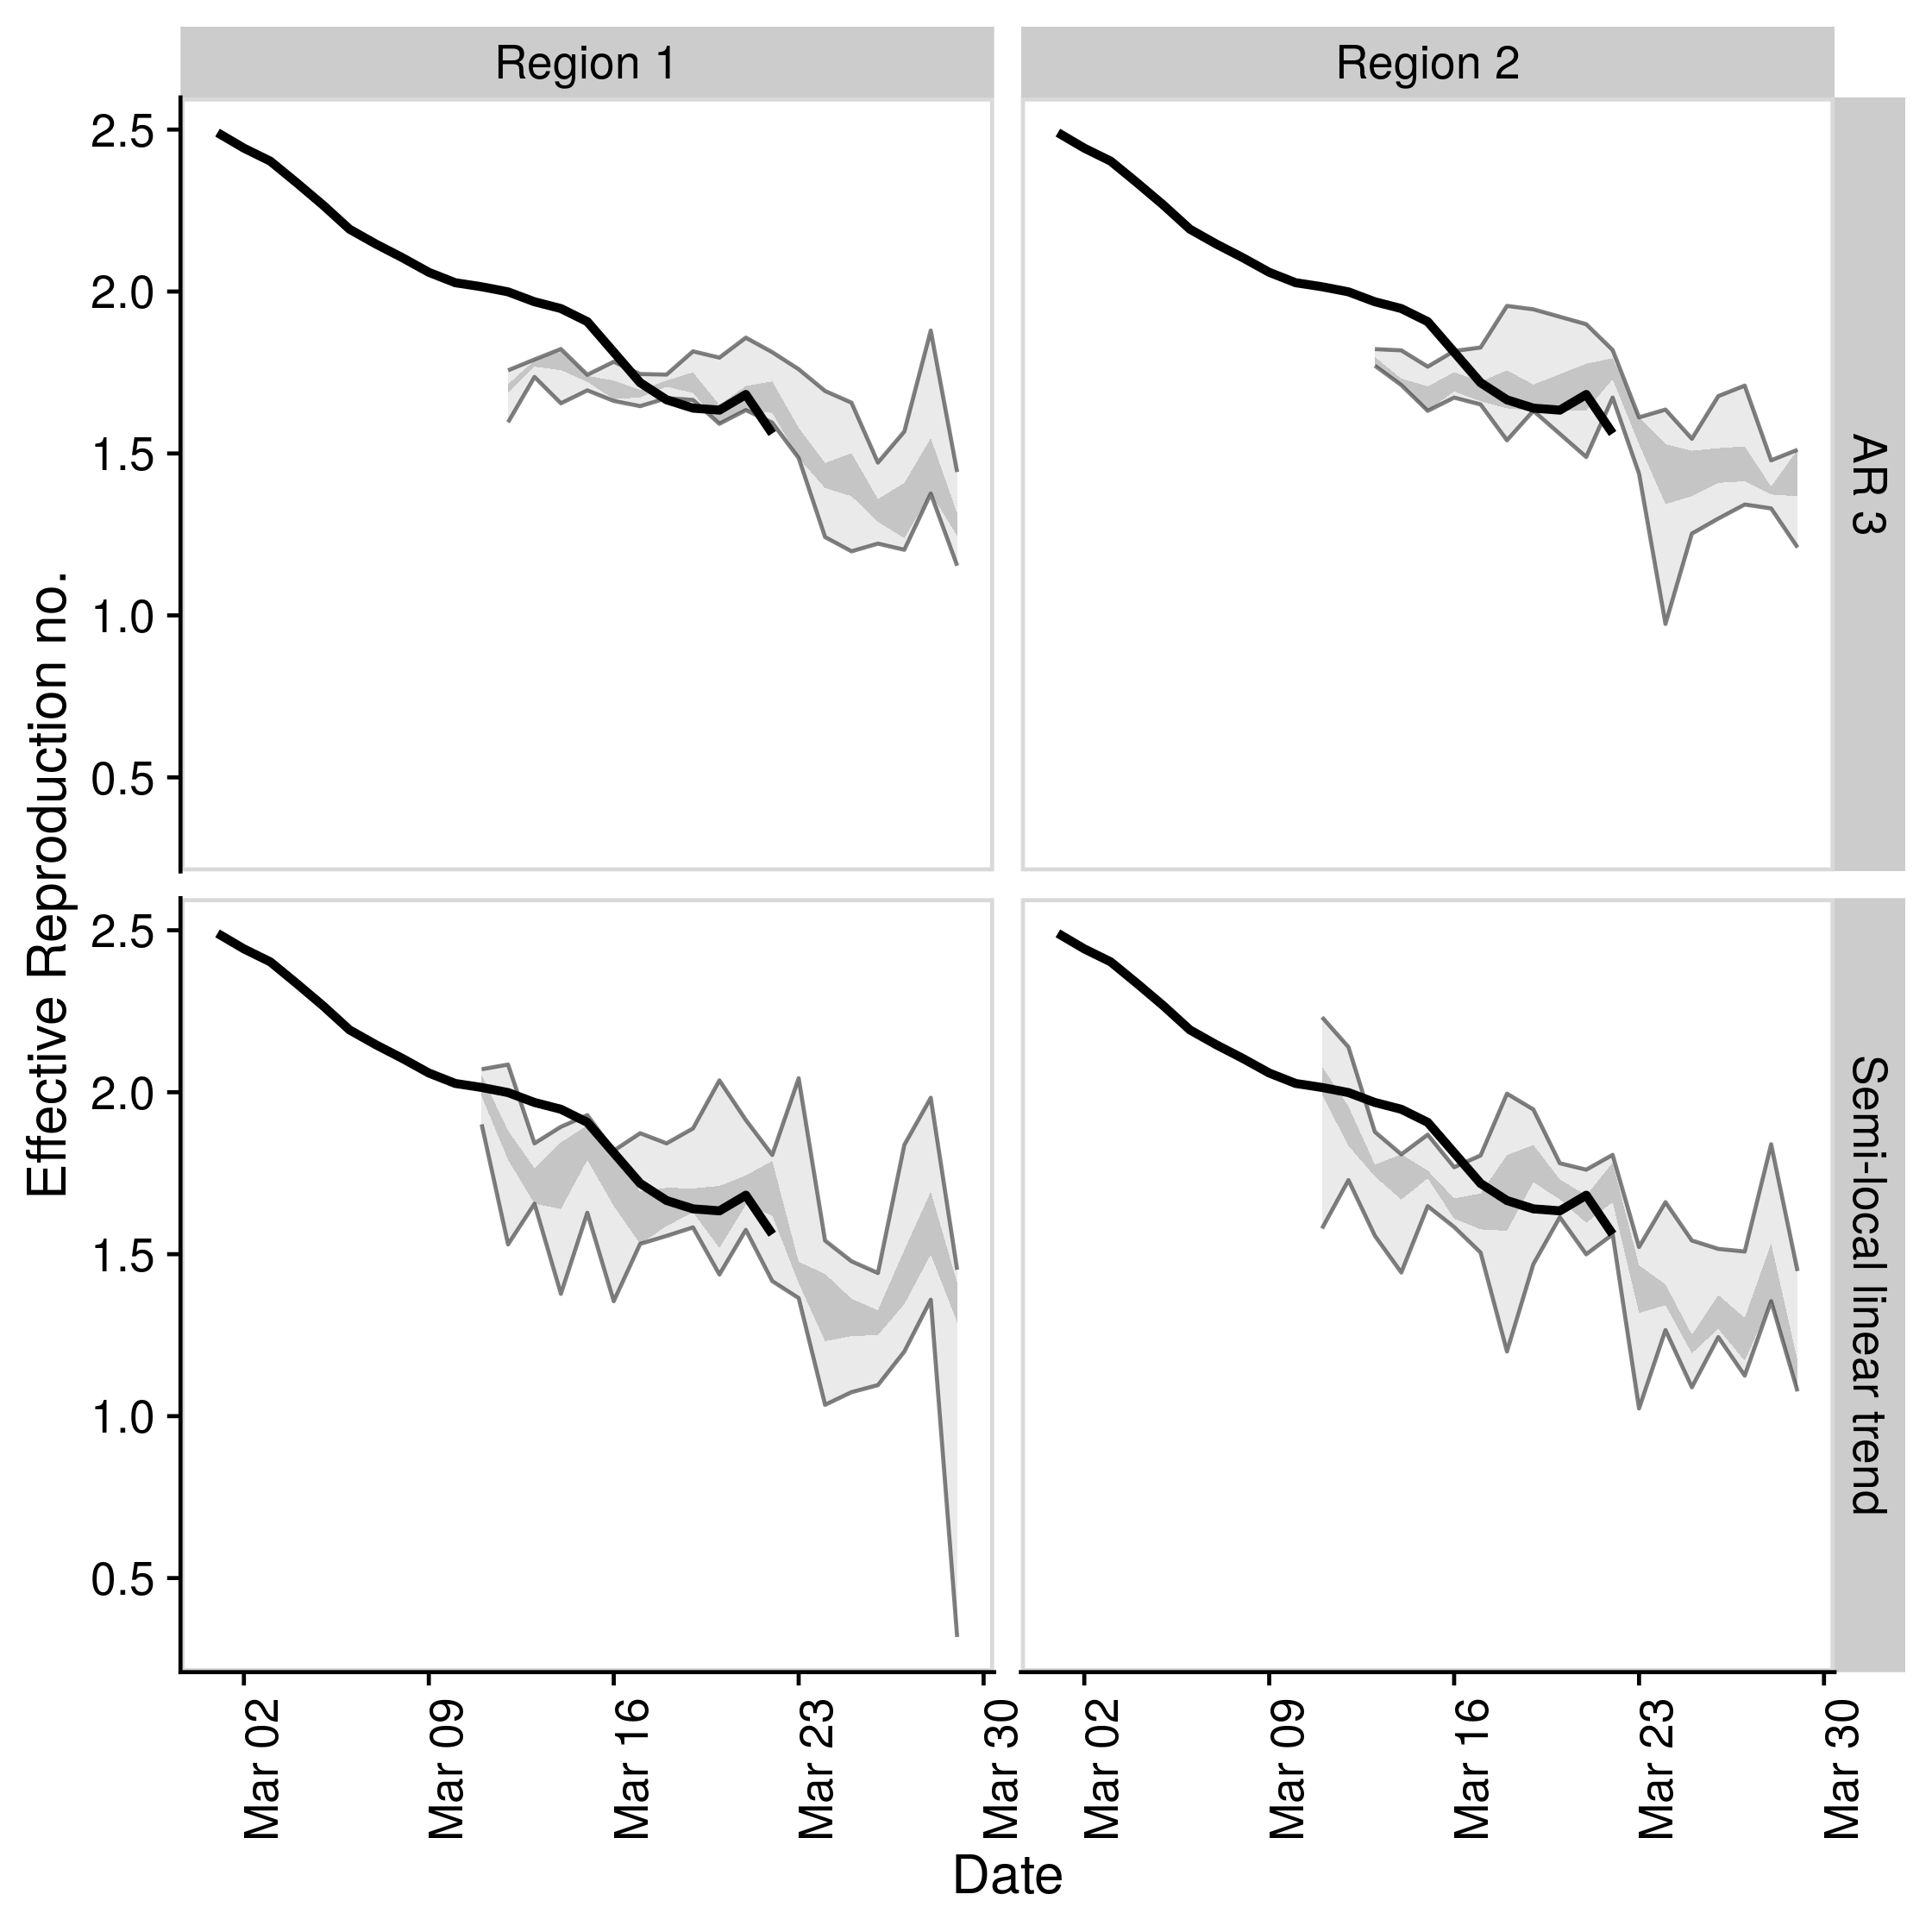 Region 1
Region 2
2.5
2.0
1.5
1.0
0.5
AR 3
Effective Reproduction no.
2.5
2.0
1.5
1.0
0.5
Semi-local linear trend
Mar 02
Mar 09
Mar 16
Mar 23
Mar 30
Mar 02
Mar 09
Mar 16
Mar 23
Mar 30
Date